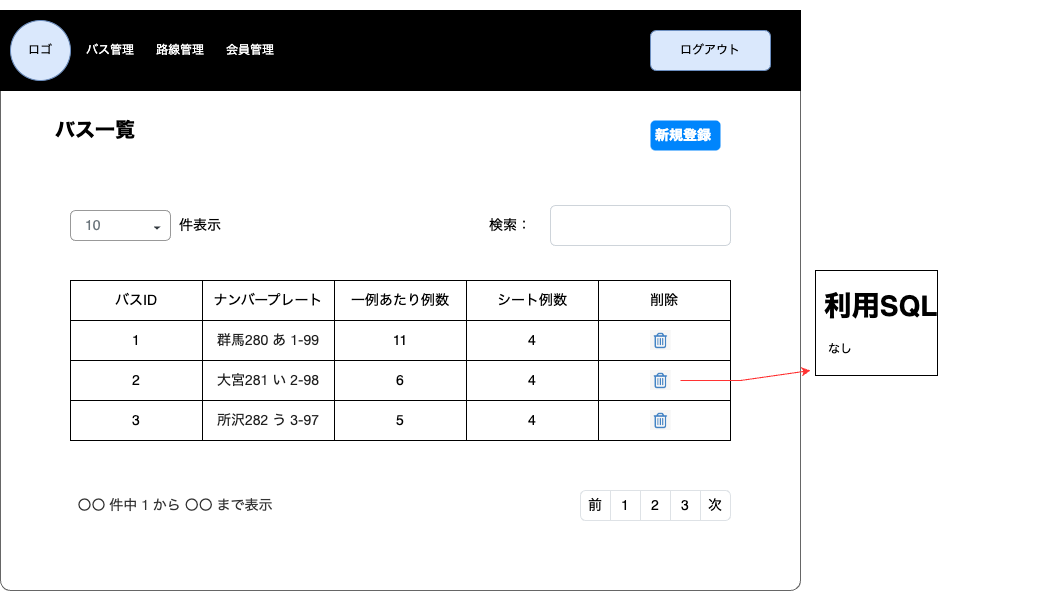 ロゴ バス管理 路線管理 会員管理 ログアウト
バス一覧 新規登録
10 件表示 検索：
バスID ナンバープレート 一例あたり例数 シート例数 削除
1 群馬280 あ 1-99 11 4
2 大宮281 い 2-98 6 4
3 所沢282 う 3-97 5 4
〇〇 件中 1 から 〇〇 まで表示 前 1 2 3 次
利用SQL
なし